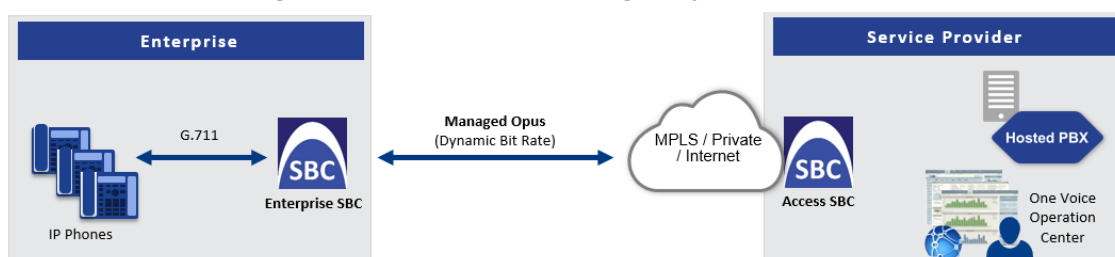 Enterprise
Service Provider
G.711
Managed Opus
(Dynamic Bit Rate)
MPLS / Private
/ Internet
SBC
SBC
Hosted PBX
Enterprise SBC
Access SBC
IP Phones
One Voice
Operation
Center